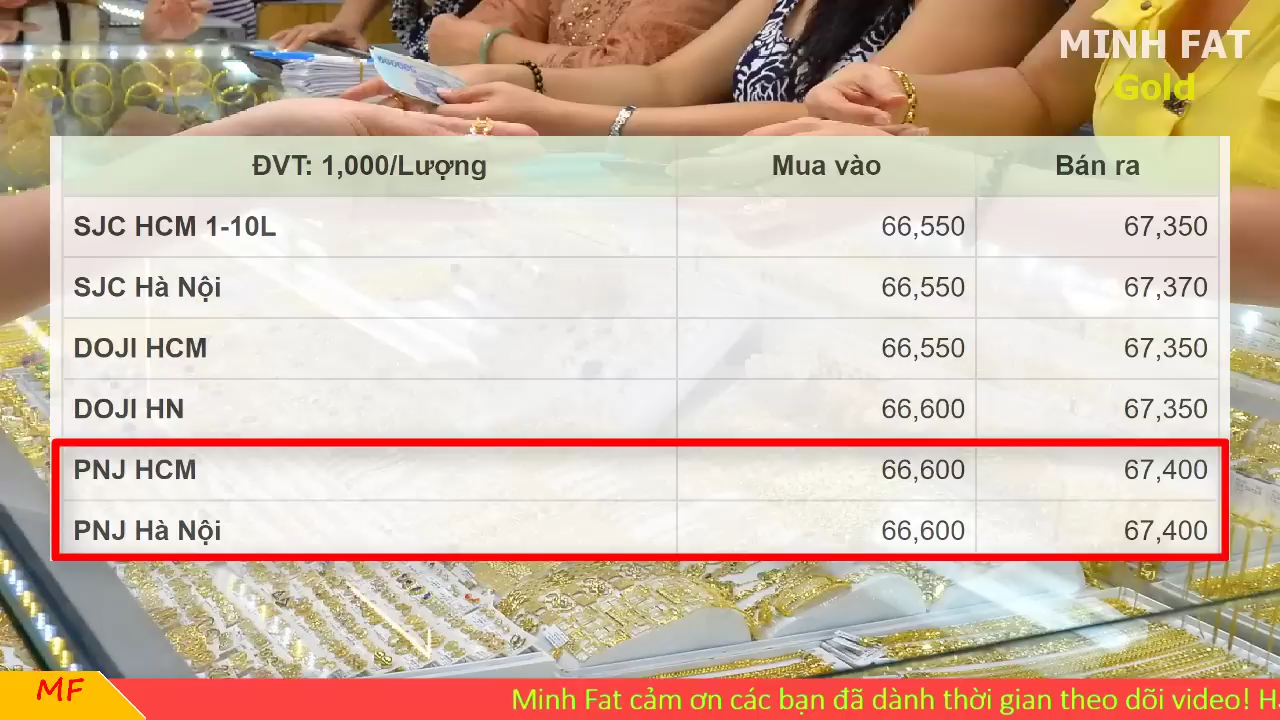 MINH FAT
Gold
ĐVT: 1,000/Lượng Mua vào Bán ra
SJC HCM 1-10L 66,550 67,350
SJC Hà Nội 66,550 67,370
DOJI HCM 66,550 67,350
DOJI HN 66,600 67,350
PNJ HCM 66,600 67,400
PNJ Hà Nội 66,600 67,400
MF
Minh Fat cảm ơn các bạn đã dành thời gian theo dõi video!